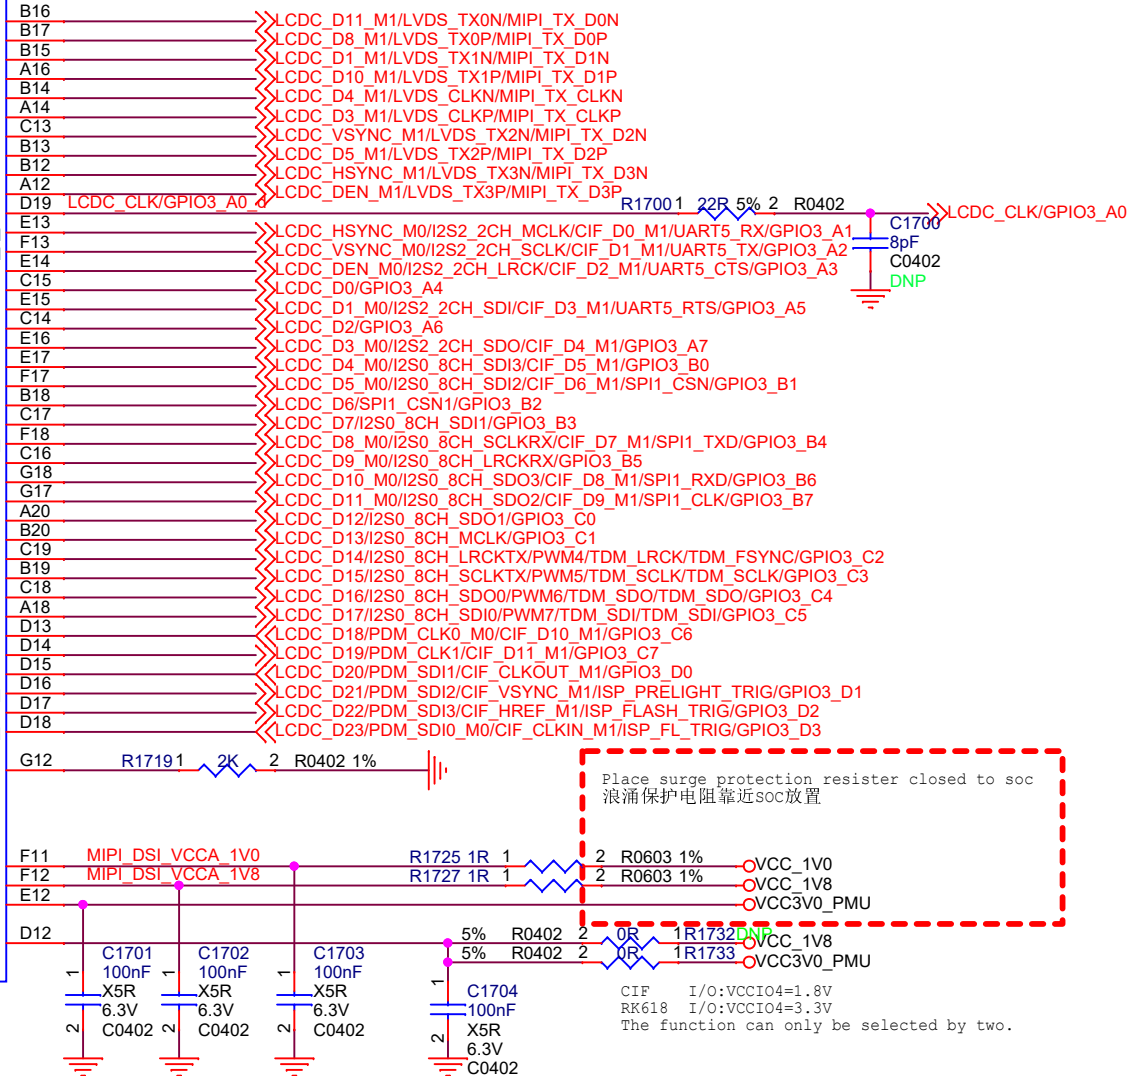 B16 LCDC_D11_M1/LVDS_TX0N/MIPI_TX_D0N
B17 LCDC_D8_M1/LVDS_TX0P/MIPI_TX_D0P
B15 LCDC_D1_M1/LVDS_TX1N/MIPI_TX_D1N
A16 LCDC_D10_M1/LVDS_TX1P/MIPI_TX_D1P
B14 LCDC_D4_M1/LVDS_CLKN/MIPI_TX_CLKN
A14 LCDC_D3_M1/LVDS_CLKP/MIPI_TX_CLKP
C13 LCDC_VSYNC_M1/LVDS_TX2N/MIPI_TX_D2N
B13 LCDC_D5_M1/LVDS_TX2P/MIPI_TX_D2P
B12 LCDC_HSYNC_M1/LVDS_TX3N/MIPI_TX_D3N
A12 LCDC_DEN_M1/LVDS_TX3P/MIPI_TX_D3P
D19 LCDC_CLK/GPIO3_A0_d R1700 1 22R 5% 2 R0402 LCDC_CLK/GPIO3_A0
C1700
8pF
C0402
DNP
E13 LCDC_HSYNC_M0/I2S2_2CH_MCLK/CIF_D0_M1/UART5_RX/GPIO3_A1
F13 LCDC_VSYNC_M0/I2S2_2CH_SCLK/CIF_D1_M1/UART5_TX/GPIO3_A2
E14 LCDC_DEN_M0/I2S2_2CH_LRCK/CIF_D2_M1/UART5_CTS/GPIO3_A3
C15 LCDC_D0/GPIO3_A4
E15 LCDC_D1_M0/I2S2_2CH_SDI/CIF_D3_M1/UART5_RTS/GPIO3_A5
C14 LCDC_D2/GPIO3_A6
E16 LCDC_D3_M0/I2S2_2CH_SDO/CIF_D4_M1/GPIO3_A7
E17 LCDC_D4_M0/I2S0_8CH_SDI3/CIF_D5_M1/GPIO3_B0
F17 LCDC_D5_M0/I2S0_8CH_SDI2/CIF_D6_M1/SPI1_CSN/GPIO3_B1
B18 LCDC_D6/SPI1_CSN1/GPIO3_B2
C17 LCDC_D7/I2S0_8CH_SDI1/GPIO3_B3
F18 LCDC_D8_M0/I2S0_8CH_SCLKRX/CIF_D7_M1/SPI1_TXD/GPIO3_B4
C16 LCDC_D9_M0/I2S0_8CH_LRCKRX/GPIO3_B5
G18 LCDC_D10_M0/I2S0_8CH_SDO3/CIF_D8_M1/SPI1_RXD/GPIO3_B6
G17 LCDC_D11_M0/I2S0_8CH_SDO2/CIF_D9_M1/SPI1_CLK/GPIO3_B7
A20 LCDC_D12/I2S0_8CH_SDO1/GPIO3_C0
B20 LCDC_D13/I2S0_8CH_MCLK/GPIO3_C1
C19 LCDC_D14/I2S0_8CH_LRCKTX/PWM4/TDM_LRCK/TDM_FSYNC/GPIO3_C2
B19 LCDC_D15/I2S0_8CH_SCLKTX/PWM5/TDM_SCLK/TDM_SCLK/GPIO3_C3
C18 LCDC_D16/I2S0_8CH_SDO0/PWM6/TDM_SDO/TDM_SDO/GPIO3_C4
A18 LCDC_D17/I2S0_8CH_SDI0/PWM7/TDM_SDI/TDM_SDI/GPIO3_C5
D13 LCDC_D18/PDM_CLK0_M0/CIF_D10_M1/GPIO3_C6
D14 LCDC_D19/PDM_CLK1/CIF_D11_M1/GPIO3_C7
D15 LCDC_D20/PDM_SDI1/CIF_CLKOUT_M1/GPIO3_D0
D16 LCDC_D21/PDM_SDI2/CIF_VSYNC_M1/ISP_PRELIGHT_TRIG/GPIO3_D1
D17 LCDC_D22/PDM_SDI3/CIF_HREF_M1/ISP_FLASH_TRIG/GPIO3_D2
D18 LCDC_D23/PDM_SDI0_M0/CIF_CLKIN_M1/ISP_FL_TRIG/GPIO3_D3
G12 R1719 1 2K 2 R0402 1%
Place surge protection resister closed to soc
浪涌保护电阻靠近SOC放置
F11 MIPI_DSI_VCCA_1V0 R1725 1R 1 2 R0603 1% VCC_1V0
F12 MIPI_DSI_VCCA_1V8 R1727 1R 1 2 R0603 1% VCC_1V8
E12 VCC3V0_PMU
D12 5% R0402 2 0R 1 R1732 DNP VCC_1V8
5% R0402 2 0R 1 R1733 VCC3V0_PMU
1 C1701
100nF
X5R
6.3V
2 C0402
1 C1702
100nF
X5R
6.3V
2 C0402
1 C1703
100nF
X5R
6.3V
2 C0402
1 C1704
100nF
X5R
2 6.3V
C0402
CIF I/O:VCCIO4=1.8V
RK618 I/O:VCCIO4=3.3V
The function can only be selected by two.